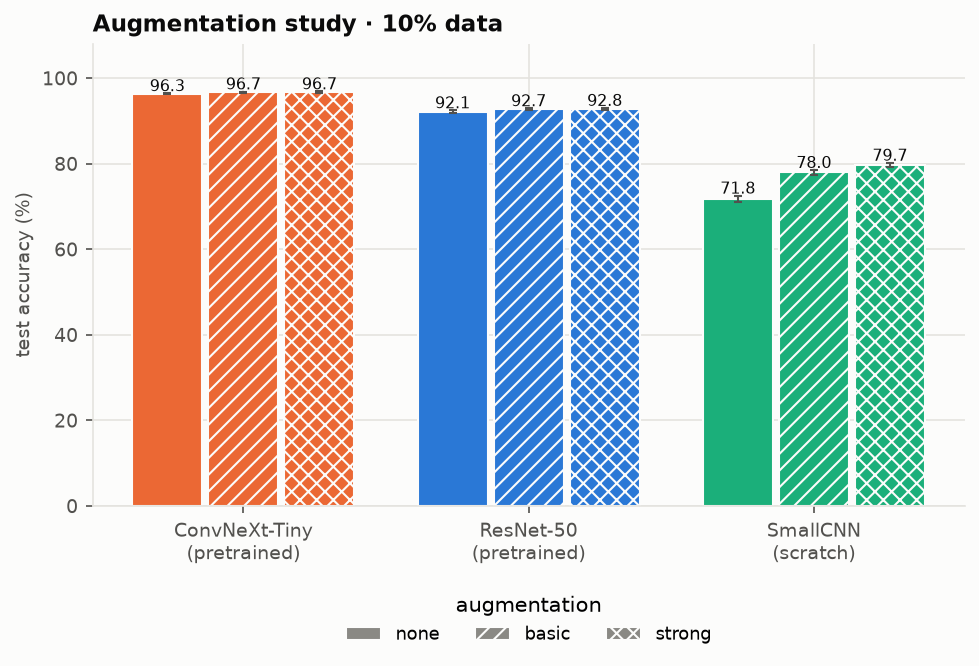 Augmentation study · 10% data
test accuracy (%)
100
80
60
40
20
0
96.3
96.7
96.7
92.1
92.7
92.8
71.8
78.0
79.7
ConvNeXt-Tiny
(pretrained)
ResNet-50
(pretrained)
SmallCNN
(scratch)
augmentation
none
basic
strong